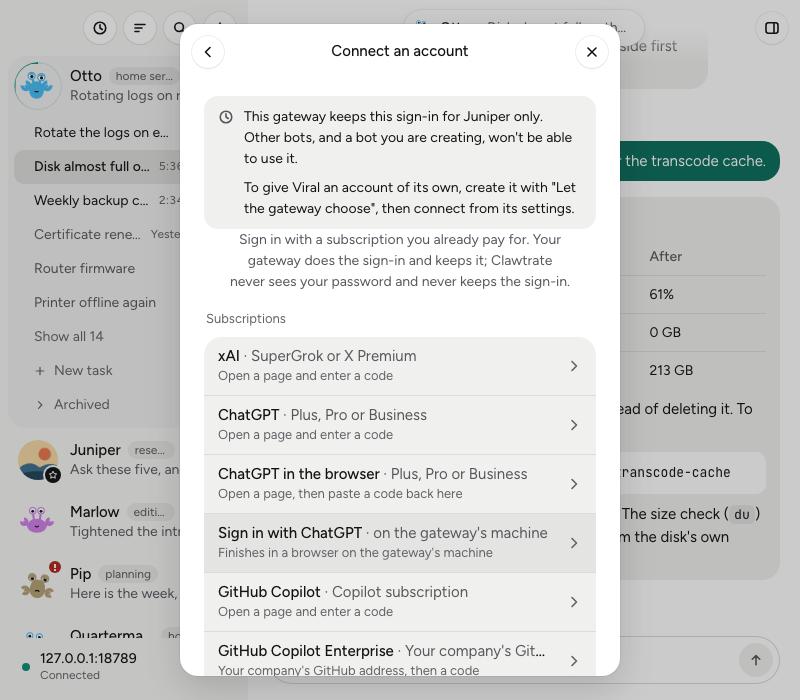 Connect an account
This gateway keeps this sign-in for Juniper only.
Other bots, and a bot you are creating, won't be able
to use it.
To give Viral an account of its own, create it with "Let
the gateway choose", then connect from its settings.
Sign in with a subscription you already pay for. Your
gateway does the sign-in and keeps it; Clawtrate
never sees your password and never keeps the sign-in.
Subscriptions
xAI · SuperGrok or X Premium
Open a page and enter a code
ChatGPT · Plus, Pro or Business
Open a page and enter a code
ChatGPT in the browser · Plus, Pro or Business
Open a page, then paste a code back here
Sign in with ChatGPT · on the gateway's machine
Finishes in a browser on the gateway's machine
GitHub Copilot · Copilot subscription
Open a page and enter a code
GitHub Copilot Enterprise · Your company's Git...
Your company's GitHub address, then a code
Otto home ser...
Rotating logs on
Rotate the logs on e...
Disk almost full o... 5:36
Weekly backup c... 2:34
Certificate rene... Yeste
Router firmware
Printer offline again
Show all 14
+ New task
Archived
Juniper rese...
Ask these five, an
Marlow editi...
Tightened the intr
Pip planning
Here is the week,
Quarterma
127.0.0.1:18789
Connected
side first
the transcode cache.
After
61%
0 GB
213 GB
ead of deleting it. To
transcode-cache
The size check ( du )
m the disk's own